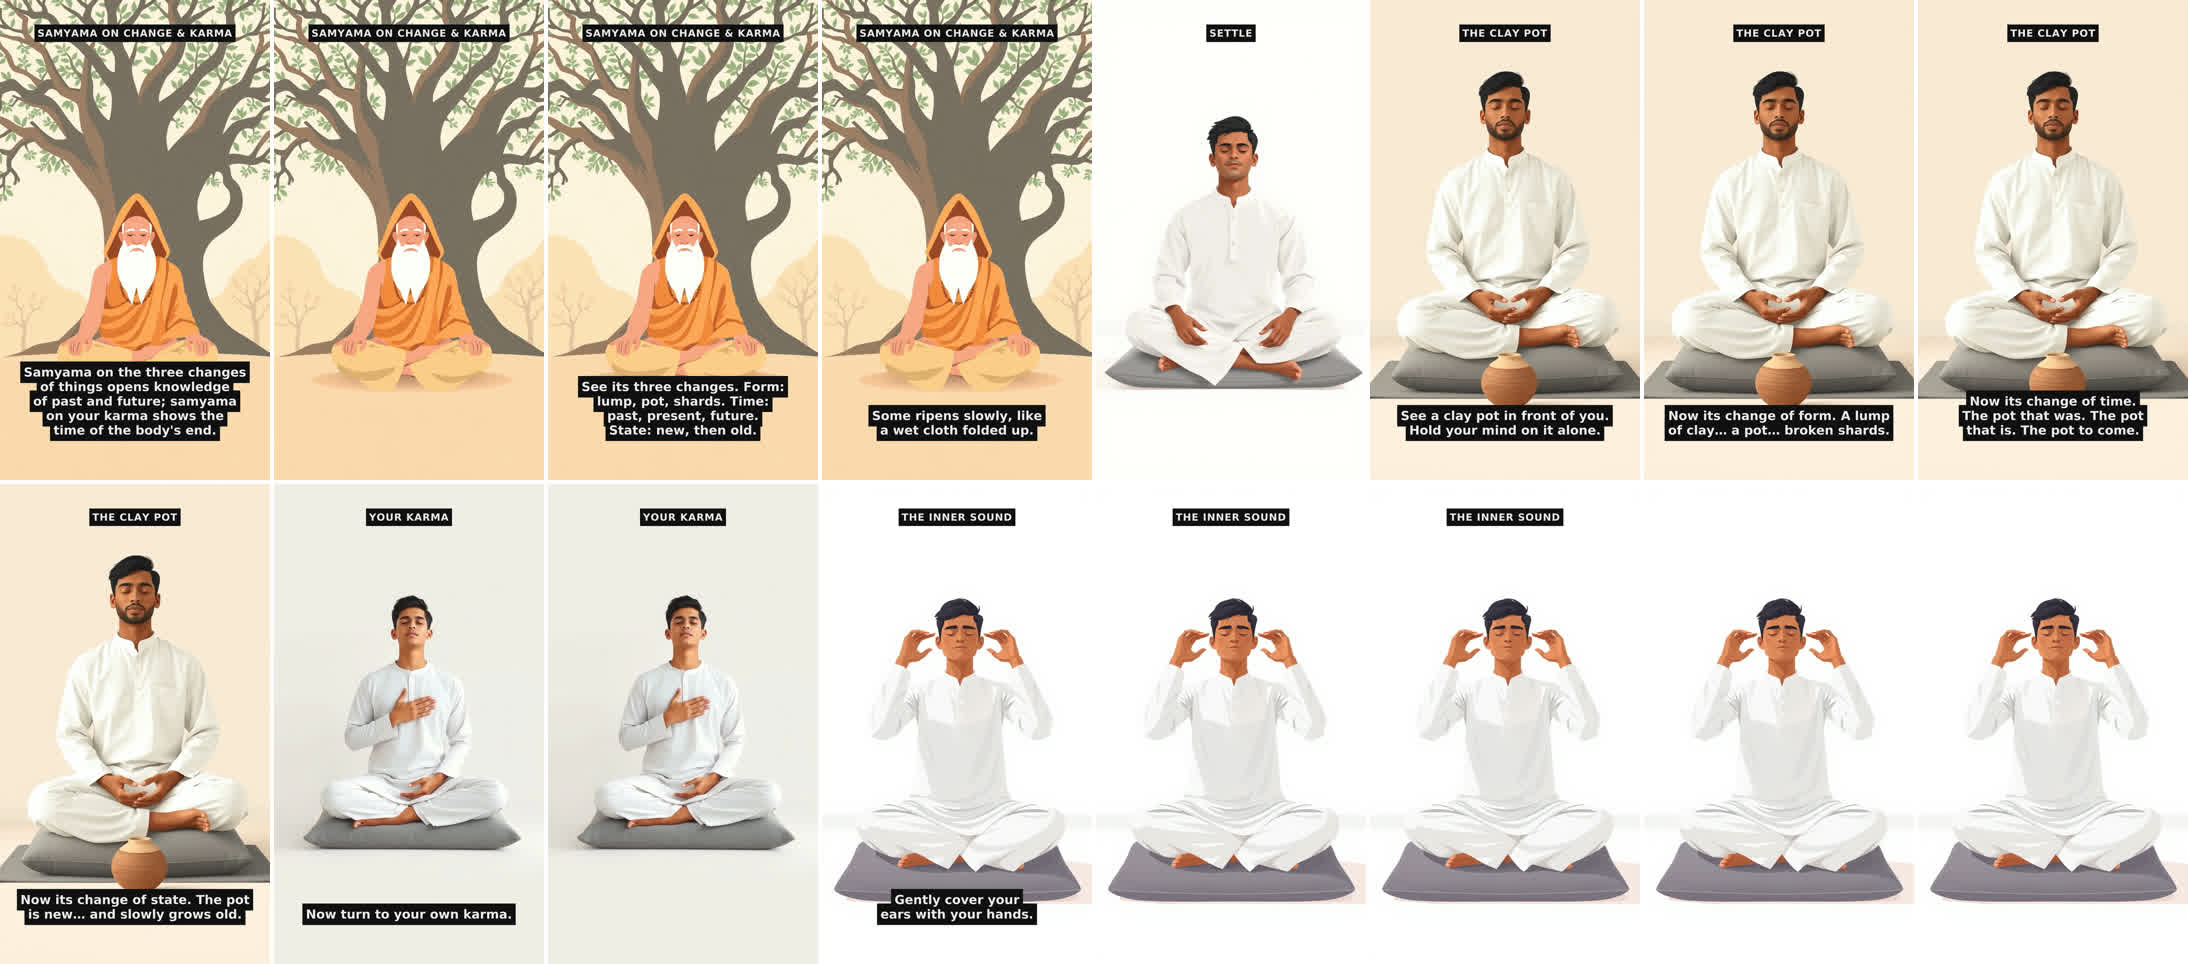 SAMYAMA ON CHANGE & KARMA
Samyama on the three changes
of things opens knowledge
of past and future; samyama
on your karma shows the
time of the body's end.
SAMYAMA ON CHANGE & KARMA
SAMYAMA ON CHANGE & KARMA
See its three changes. Form:
lump, pot, shards. Time:
past, present, future.
State: new, then old.
SAMYAMA ON CHANGE & KARMA
Some ripens slowly, like
a wet cloth folded up.
SETTLE
THE CLAY POT
See a clay pot in front of you.
Hold your mind on it alone.
THE CLAY POT
Now its change of form. A lump
of clay... a pot... broken shards.
THE CLAY POT
Now its change of time.
The pot that was. The pot
that is. The pot to come.
THE CLAY POT
Now its change of state. The pot
is new... and slowly grows old.
YOUR KARMA
Now turn to your own karma.
YOUR KARMA
THE INNER SOUND
Gently cover your
ears with your hands.
THE INNER SOUND
THE INNER SOUND